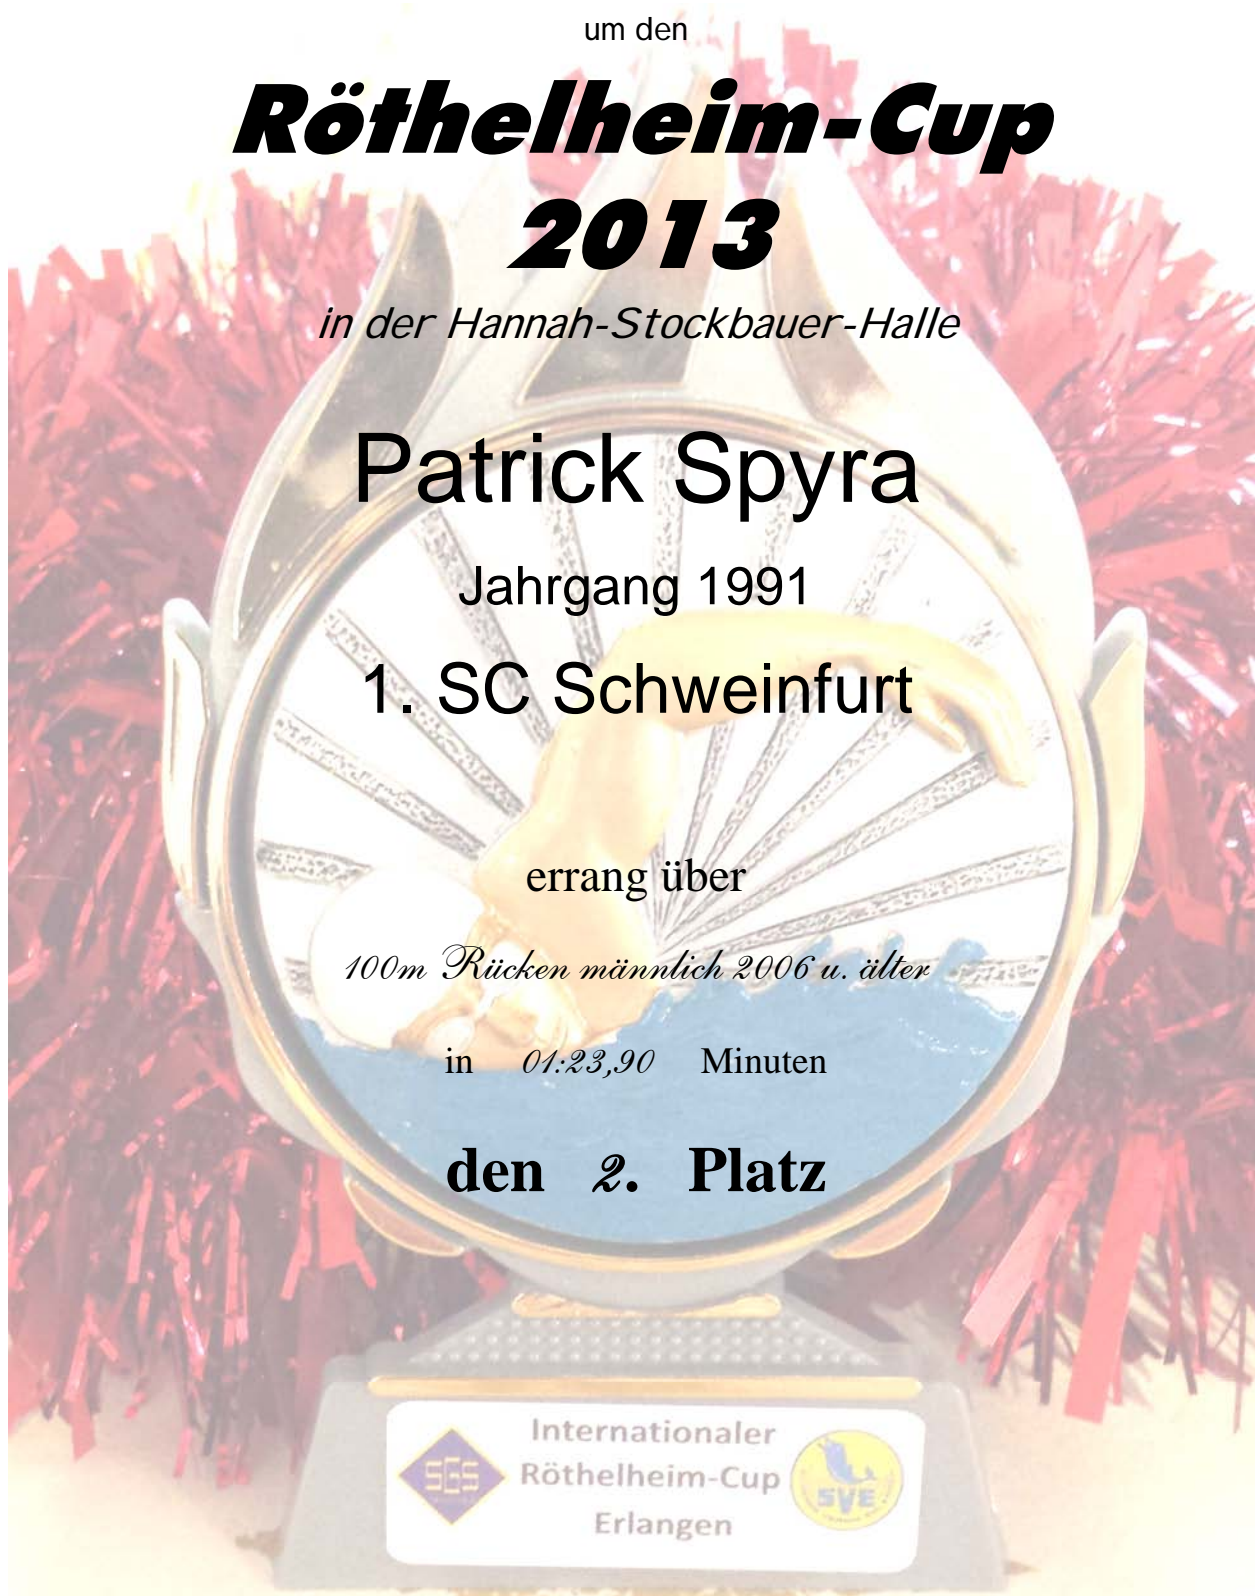 um den
Röthelheim-Cup
2013
in der Hannah-Stockbauer-Halle
Patrick Spyra
Jahrgang 1991
1. SC Schweinfurt
errang über
100m Rücken männlich 2006 u. älter
in 01:23,90 Minuten
den 2. Platz
Internationaler
SGS Röthelheim-Cup SVE
Erlangen